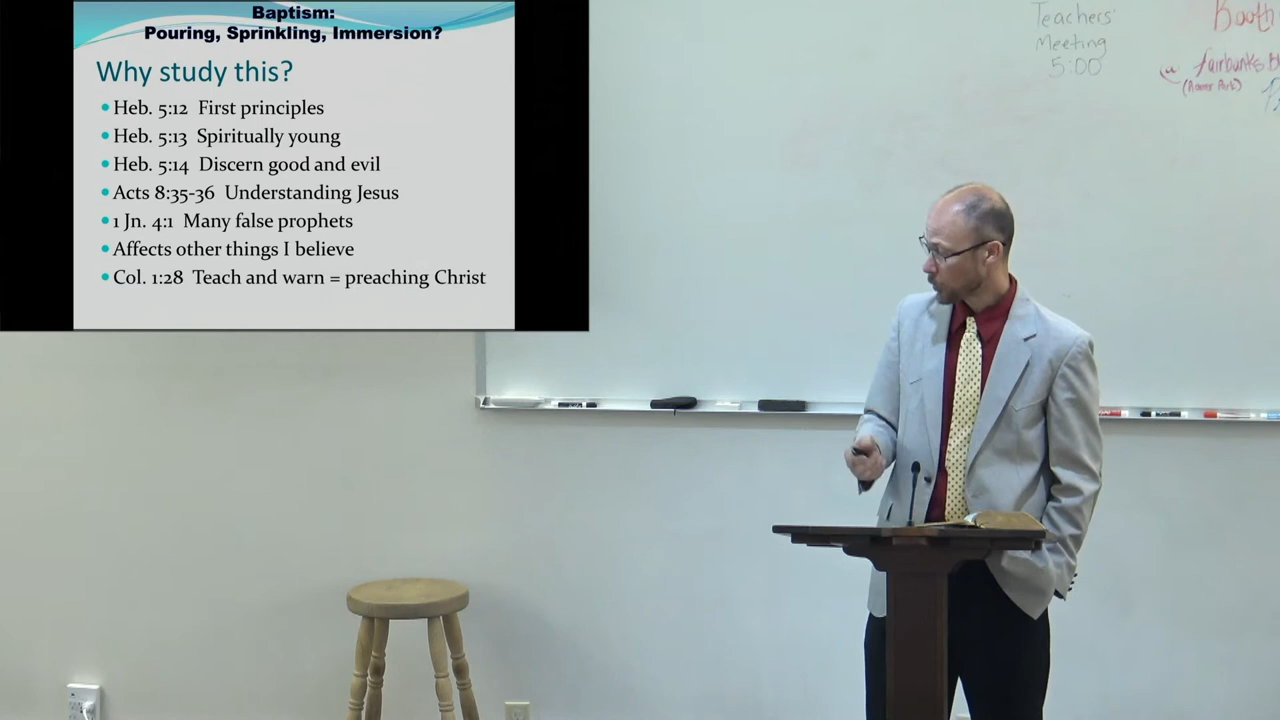 Baptism:
Pouring, Sprinkling, Immersion?
Why study this?
• Heb. 5:12 First principles
• Heb. 5:13 Spiritually young
• Heb. 5:14 Discern good and evil
• Acts 8:35-36 Understanding Jesus
• 1 Jn. 4:1 Many false prophets
• Affects other things I believe
• Col. 1:28 Teach and warn = preaching Christ
Teachers'
Meeting
5:00
Booth
Fairbanks